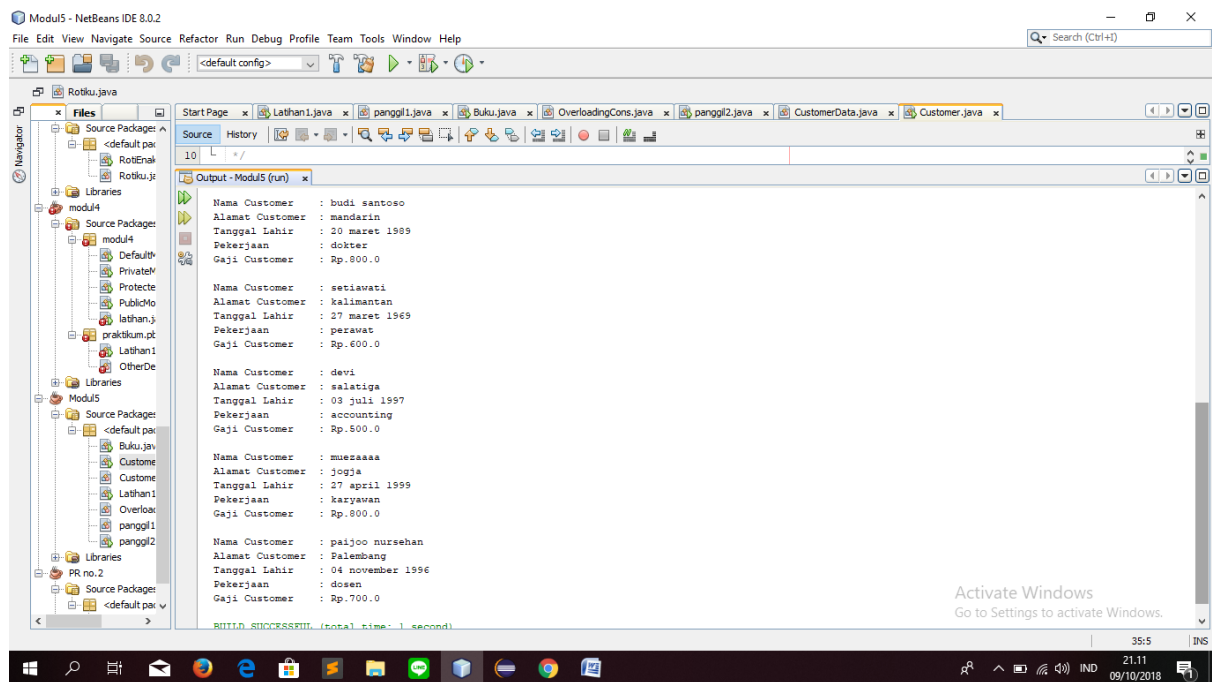 Modul5 - NetBeans IDE 8.0.2
File Edit View Navigate Source Refactor Run Debug Profile Team Tools Window Help
Search (Ctrl+I)
<default config>
Rotiku.java
Files
Start Page Latihan1.java panggil1.java Buku.java OverloadingCons.java panggil2.java CustomerData.java Customer.java
Navigator
Source History
10 */
Output - Modul5 (run)
Source Packages
<default pac
RotiEnak
Rotiku.ja
Libraries
modul4
Source Packages
modul4
DefaultM
PrivateM
Protecte
PublicMo
latihan.ja
praktikum.pb
Latihan1
OtherDe
Libraries
Modul5
Source Packages
<default pac
Buku.jav
Custome
Custome
Latihan1
Overloac
panggil1
panggil2
Libraries
PR no.2
Source Packages
<default pac
Nama Customer : budi santoso
Alamat Customer : mandarin
Tanggal Lahir : 20 maret 1989
Pekerjaan : dokter
Gaji Customer : Rp.800.0
Nama Customer : setiawati
Alamat Customer : kalimantan
Tanggal Lahir : 27 maret 1969
Pekerjaan : perawat
Gaji Customer : Rp.600.0
Nama Customer : devi
Alamat Customer : salatiga
Tanggal Lahir : 03 juli 1997
Pekerjaan : accounting
Gaji Customer : Rp.500.0
Nama Customer : muezaaaa
Alamat Customer : jogja
Tanggal Lahir : 27 april 1999
Pekerjaan : karyawan
Gaji Customer : Rp.800.0
Nama Customer : paijoo nursehan
Alamat Customer : Palembang
Tanggal Lahir : 04 november 1996
Pekerjaan : dosen
Gaji Customer : Rp.700.0
BUILD SUCCESSFUL (total time: 1 second)
Activate Windows
Go to Settings to activate Windows.
35:5 INS
IND
21.11
09/10/2018